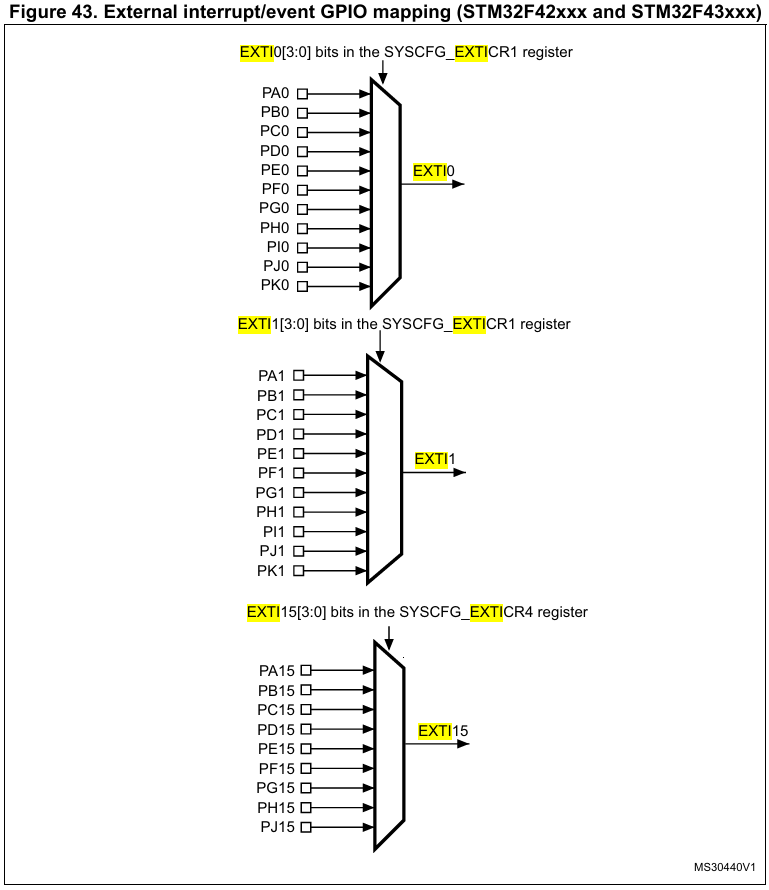 Figure 43. External interrupt/event GPIO mapping (STM32F42xxx and STM32F43xxx)
EXTI0[3:0] bits in the SYSCFG_EXTICR1 register
PA0
PB0
PC0
PD0
PE0
EXTI0
PF0
PG0
PH0
PI0
PJ0
PK0
EXTI1[3:0] bits in the SYSCFG_EXTICR1 register
PA1
PB1
PC1
PD1
PE1
EXTI1
PF1
PG1
PH1
PI1
PJ1
PK1
EXTI15[3:0] bits in the SYSCFG_EXTICR4 register
PA15
PB15
PC15
PD15
EXTI15
PE15
PF15
PG15
PH15
PJ15
MS30440V1